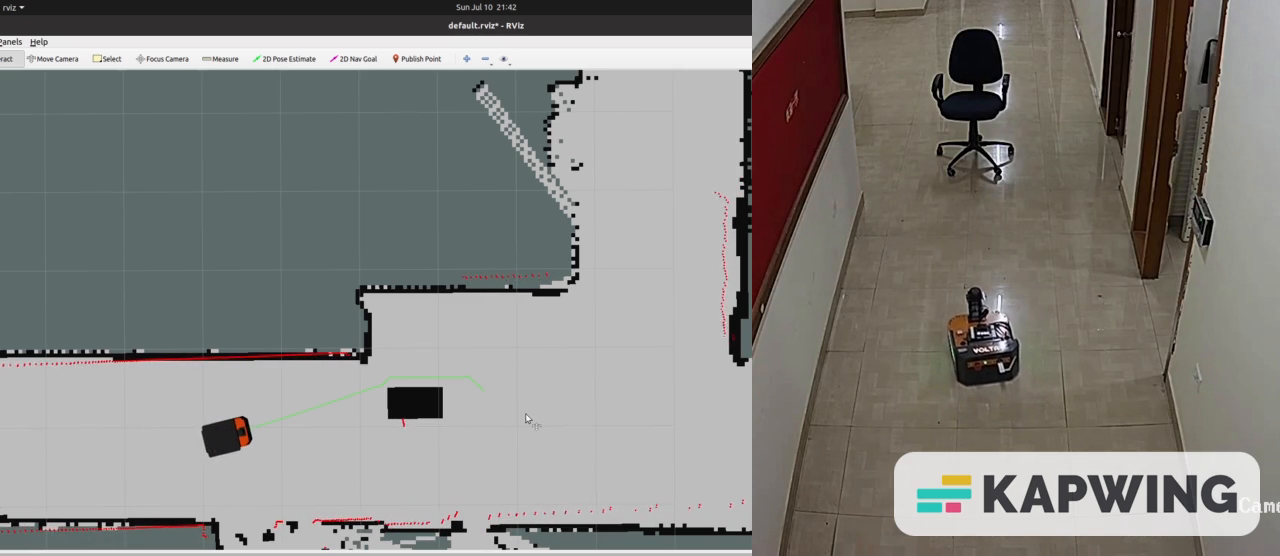 rviz
Sun Jul 10 21:42
default.rviz* - RViz
Panels Help
ract Move Camera Select Focus Camera Measure 2D Pose Estimate 2D Nav Goal Publish Point
VOLTA
KAPWING
Came